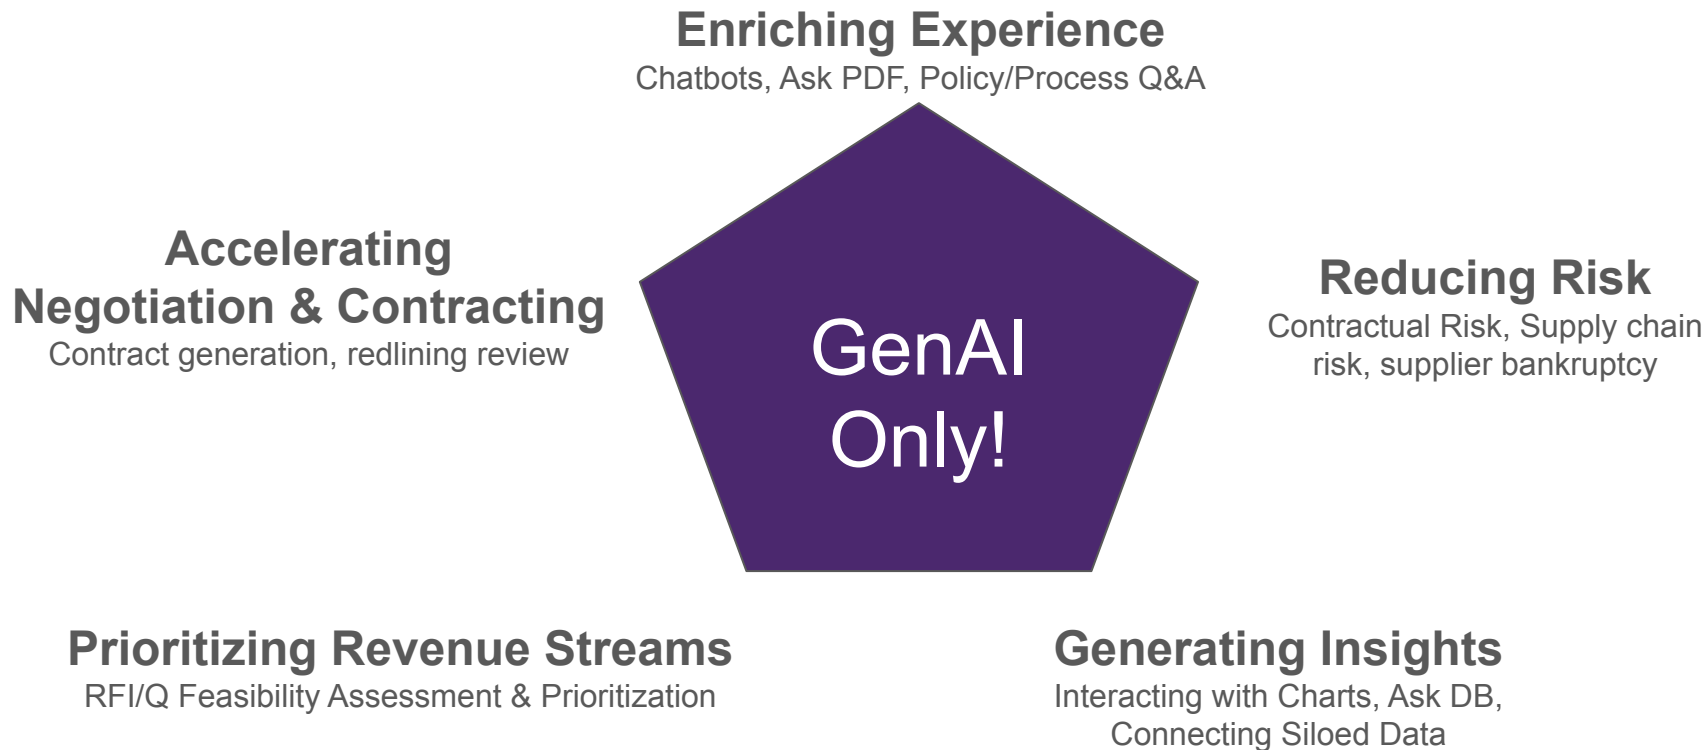 Enriching Experience
Chatbots, Ask PDF, Policy/Process Q&A
Accelerating
Negotiation & Contracting
Contract generation, redlining review
GenAI
Only!
Reducing Risk
Contractual Risk, Supply chain
risk, supplier bankruptcy
Prioritizing Revenue Streams
RFI/Q Feasibility Assessment & Prioritization
Generating Insights
Interacting with Charts, Ask DB,
Connecting Siloed Data